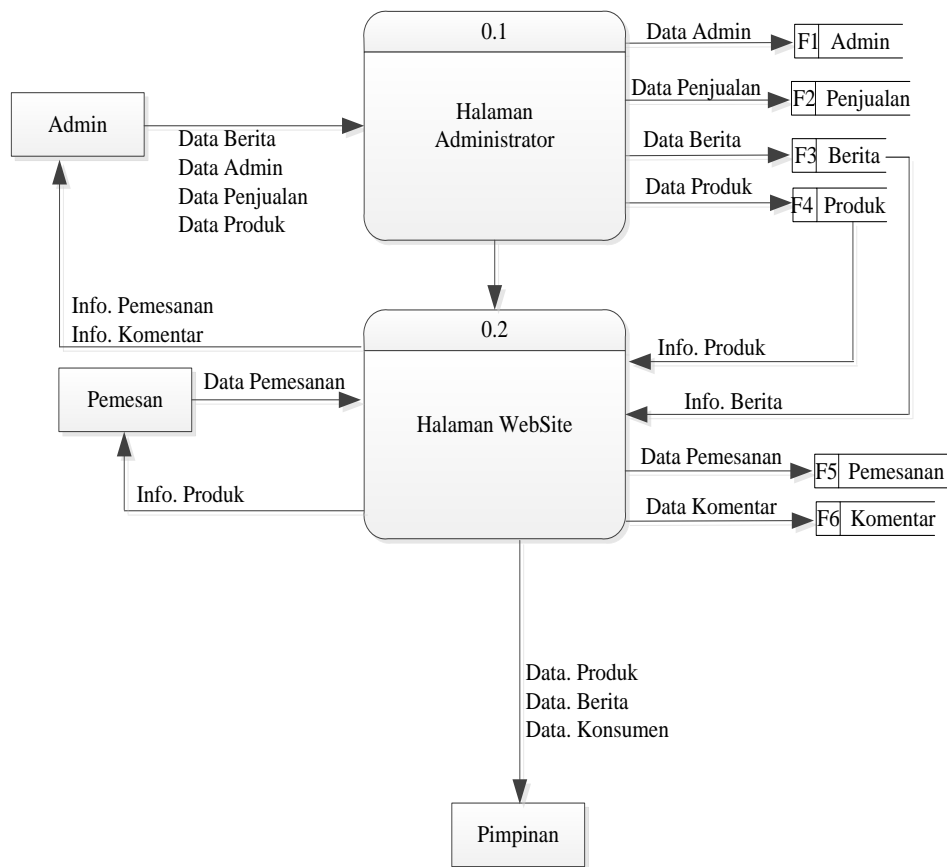 0.1
Halaman
Administrator
Admin
Data Berita
Data Admin
Data Penjualan
Data Produk
Data Admin
F1 Admin
Data Penjualan
F2 Penjualan
Data Berita
F3 Berita
Data Produk
F4 Produk
Info. Pemesanan
Info. Komentar
0.2
Halaman WebSite
Info. Produk
Info. Berita
Pemesan
Data Pemesanan
Info. Produk
Data Pemesanan
F5 Pemesanan
Data Komentar
F6 Komentar
Data. Produk
Data. Berita
Data. Konsumen
Pimpinan